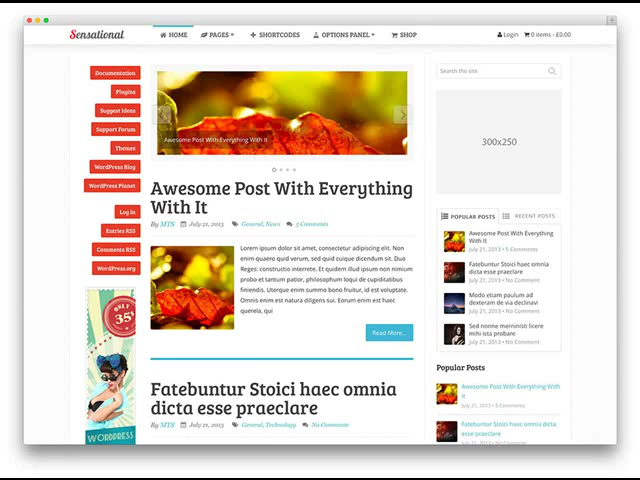 Sensational
HOME
PAGES
SHORTCODES
OPTIONS PANEL
SHOP
Login
0 items - £0.00
Documentation
Plugins
Suggest Ideas
Support Forum
Themes
WordPress Blog
WordPress Planet
Log in
Entries RSS
Comments RSS
WordPress.org
ONLY
35
WORDPRESS
Awesome Post With Everything With It
Awesome Post With Everything
With It
By MTS July 21, 2013 General, News 5 Comments
Lorem ipsum dolor sit amet, consectetur adipiscing elit. Non
enim quaero quid verum, sed quid cuique dicendum sit. Duo
Reges: constructio interrete. Et quidem illud ipsum non nimium
probo et tantum patior, philosophum loqui de cupiditatibus
finiendis. Uterque enim summo bono fruitur, id est voluptate.
Omnis enim est natura diligens sui. Eorum enim est haec
querela, qui
Read More...
Fatebuntur Stoici haec omnia
dicta esse praeclare
By MTS July 21, 2013 General, Technology No Comments
Search the site
300x250
POPULAR POSTS
RECENT POSTS
Awesome Post With Everything
With It
July 21, 2013 • 5 Comments
Fatebuntur Stoici haec omnia
dicta esse praeclare
July 21, 2013 • No Comment
Modo etiam paulum ad
dexteram de via declinavi
July 21, 2013 • No Comment
Sed nonne merninisti licere
mihi ista probare
July 21, 2013 • No Comment
Popular Posts
Awesome Post With Everything With
It
July 21, 2013 • 5 Comments
Fatebuntur Stoici haec omnia dicta
esse praeclare
July 21, 2013 • No Comment